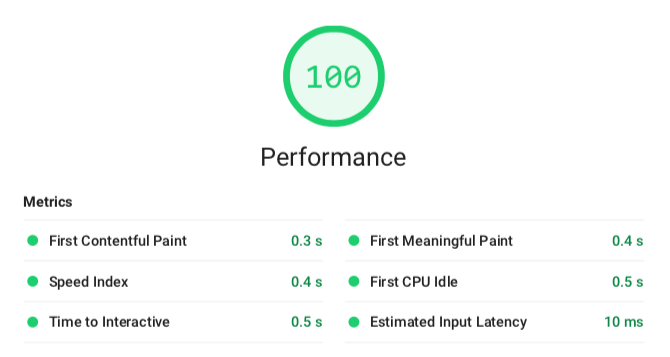 100
Performance
Metrics
First Contentful Paint 0.3 s
First Meaningful Paint 0.4 s
Speed Index 0.4 s
First CPU Idle 0.5 s
Time to Interactive 0.5 s
Estimated Input Latency 10 ms